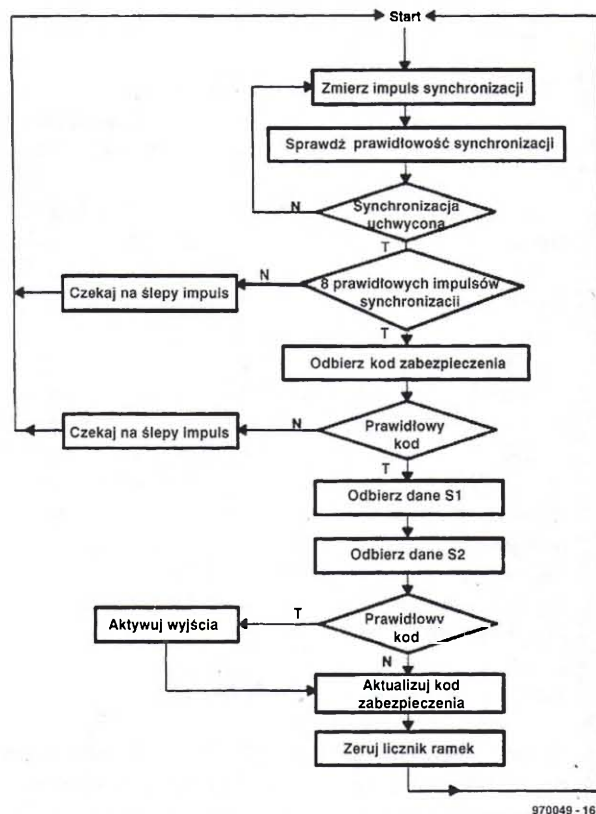 Start
Zmierz impuls synchronizacji
Sprawdź prawidłowość synchronizacji
N
Synchronizacja
uchwycona
T
N
8 prawidłowych impulsów
synchronizacii
Czekaj na ślepy impuls
T
Odbierz kod zabezpieczenia
Czekaj na ślepy impuls
N
Prawidłowy
kod
T
Odbierz dane S1
Odbierz dane S2
T
Prawidłowy
kod
Aktywuj wyjścia
N
Aktualizuj kod
zabezpieczenia
Zeruj licznik ramek
970049 - 16